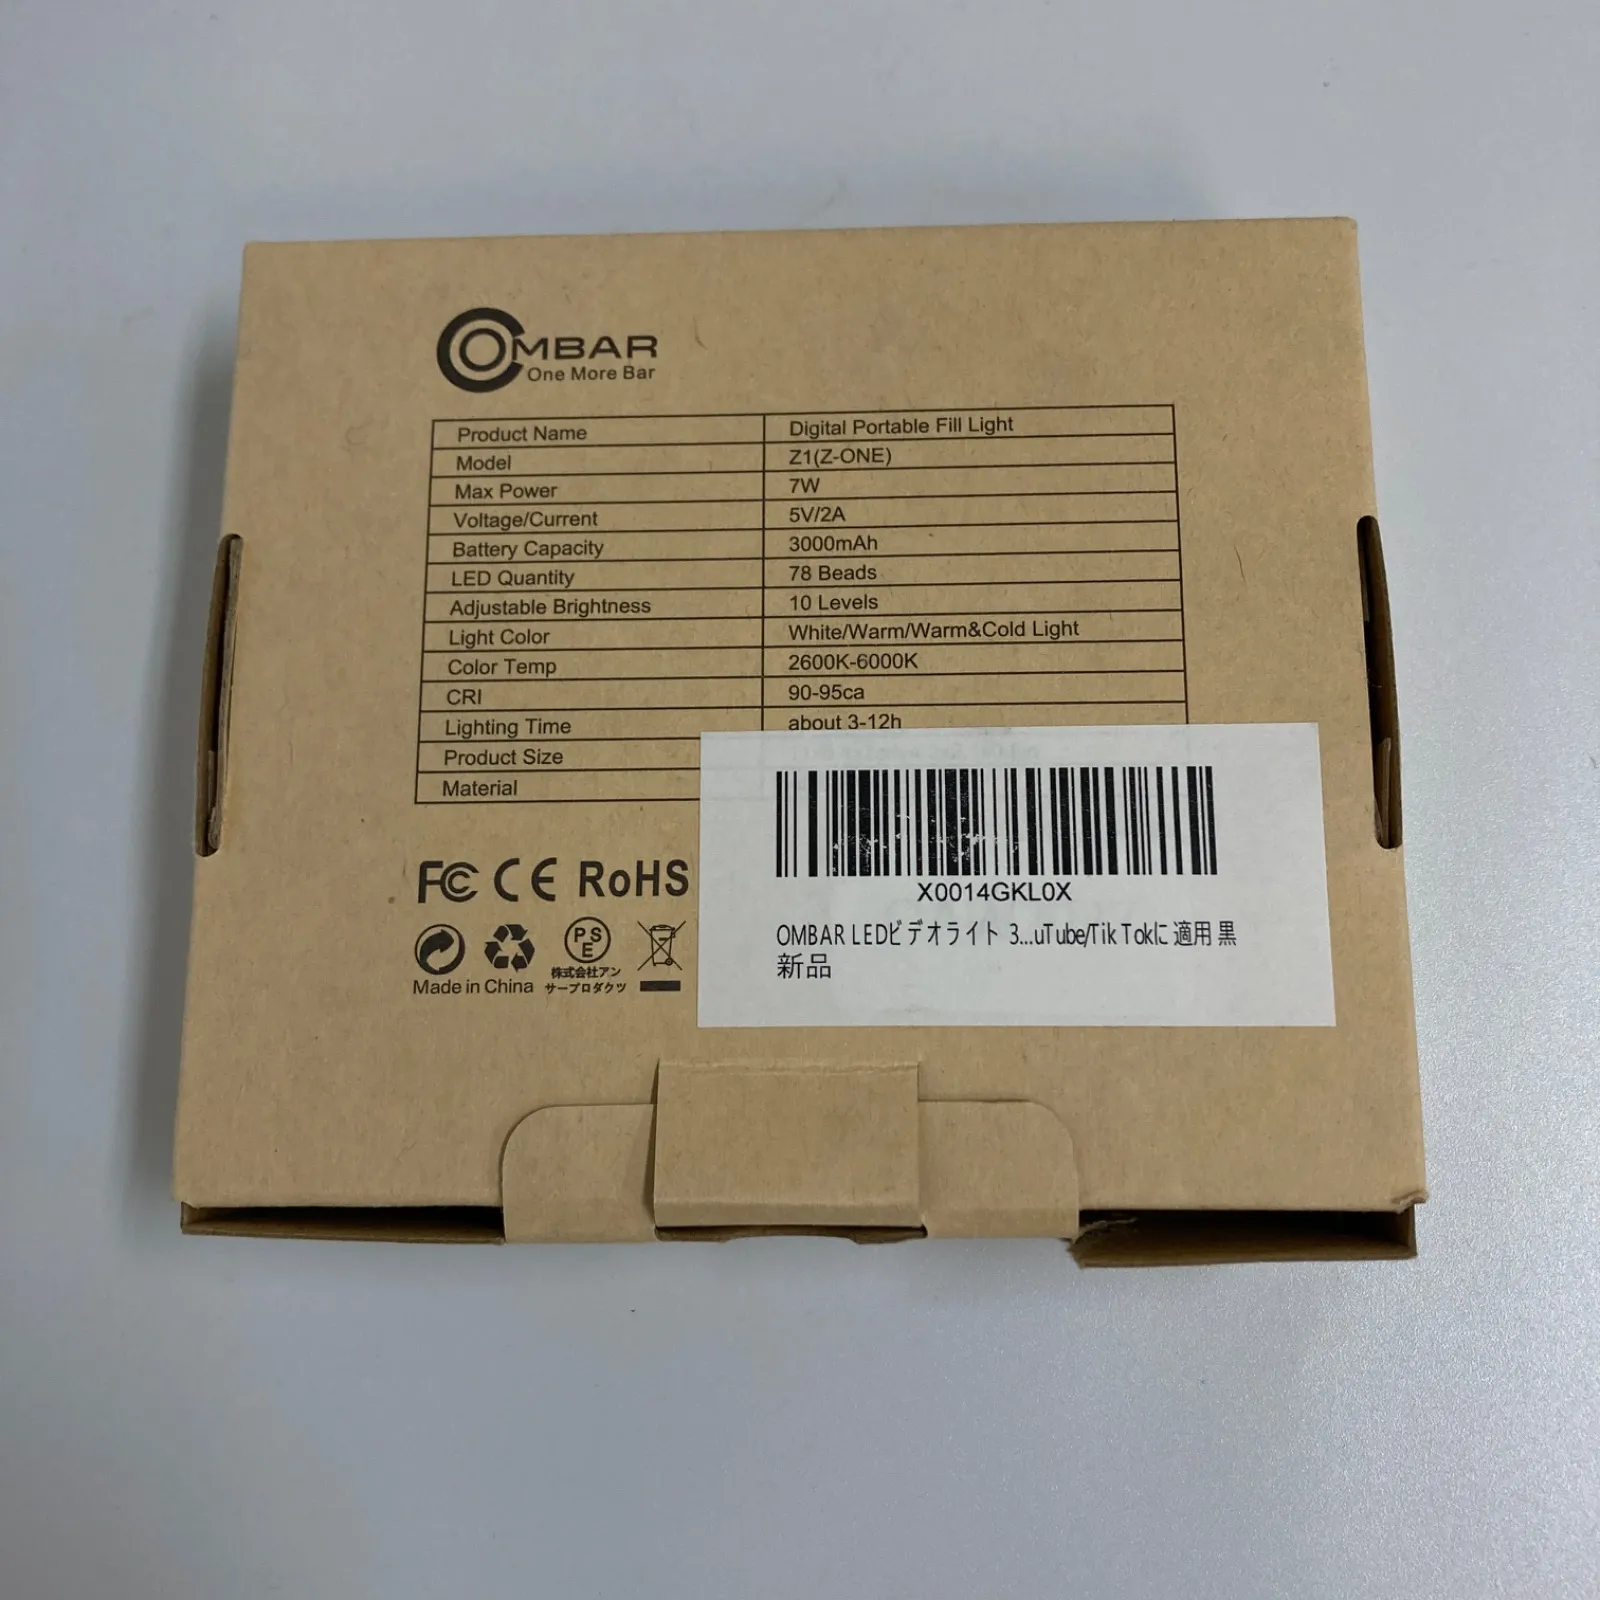 OMBAR
One More Bar
Product Name Digital Portable Fill Light
Model Z1(Z-ONE)
Max Power 7W
Voltage/Current 5V/2A
Battery Capacity 3000mAh
LED Quantity 78 Beads
Adjustable Brightness 10 Levels
Light Color White/Warm/Warm&Cold Light
Color Temp 2600K-6000K
CRI 90-95ca
Lighting Time about 3-12h
Product Size
Material
FC CE RoHS
PSE
株式会社アン
Made in China サープロダクツ
X0014GKL0X
OMBAR LEDビデオライト 3...uTube/Tik Tokに 適用 黒
新品